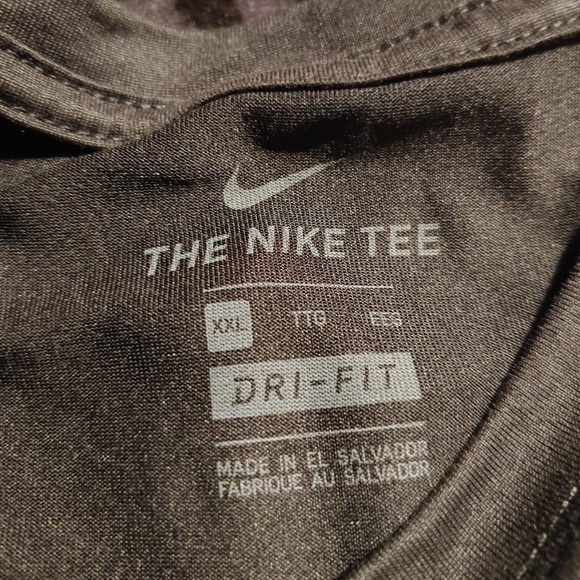 THE NIKE TEE
XXL TTG EEG
DRI-FIT
MADE IN EL SALVADOR
FABRIQUE AU SALVADOR